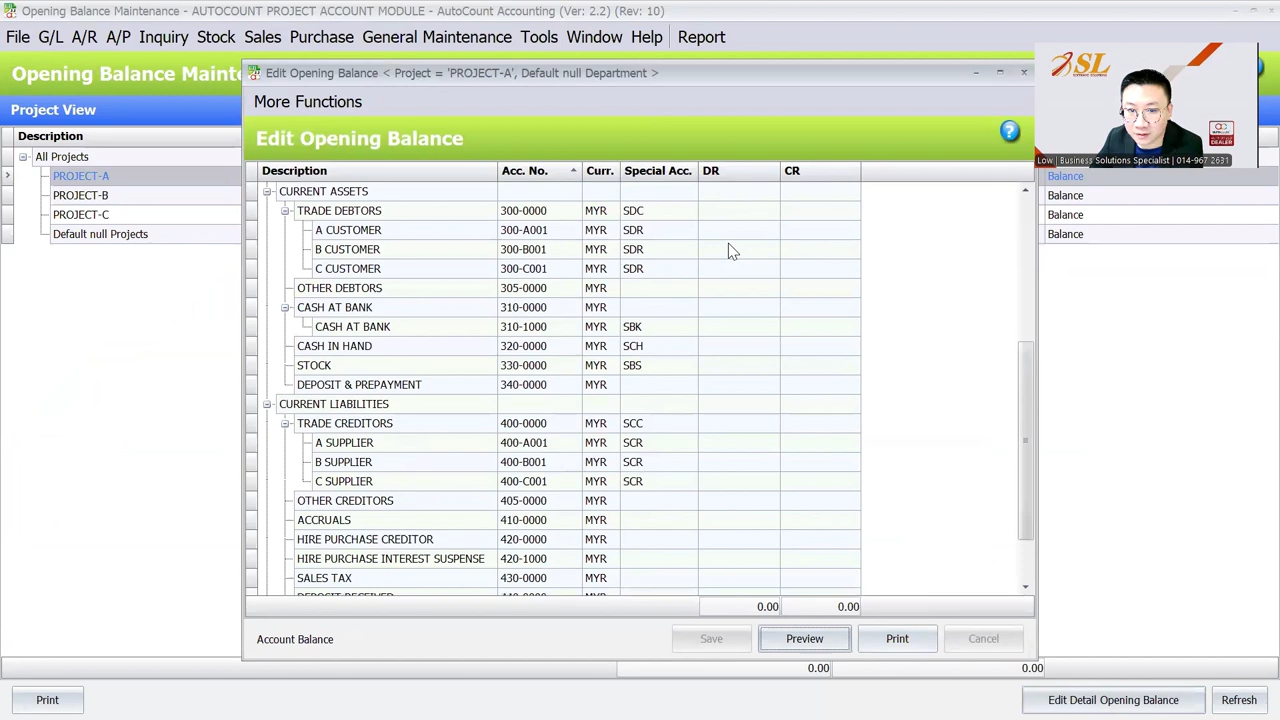 Opening Balance Maintenance - AUTOCOUNT PROJECT ACCOUNT MODULE - AutoCount Accounting (Ver: 2.2) (Rev: 10)
File G/L A/R A/P Inquiry Stock Sales Purchase General Maintenance Tools Window Help Report
Opening Balance Mainte
Edit Opening Balance < Project = 'PROJECT-A', Default null Department >
SL
Project View
More Functions
Description
Edit Opening Balance
All Projects
Low | Business Solutions Specialist | 014-967 2631
Description Acc. No. Curr. Special Acc. DR CR
PROJECT-A Balance
CURRENT ASSETS
PROJECT-B Balance
TRADE DEBTORS 300-0000 MYR SDC
PROJECT-C Balance
A CUSTOMER 300-A001 MYR SDR
Default null Projects Balance
B CUSTOMER 300-B001 MYR SDR
C CUSTOMER 300-C001 MYR SDR
OTHER DEBTORS 305-0000 MYR
CASH AT BANK 310-0000 MYR
CASH AT BANK 310-1000 MYR SBK
CASH IN HAND 320-0000 MYR SCH
STOCK 330-0000 MYR SBS
DEPOSIT & PREPAYMENT 340-0000 MYR
CURRENT LIABILITIES
TRADE CREDITORS 400-0000 MYR SCC
A SUPPLIER 400-A001 MYR SCR
B SUPPLIER 400-B001 MYR SCR
C SUPPLIER 400-C001 MYR SCR
OTHER CREDITORS 405-0000 MYR
ACCRUALS 410-0000 MYR
HIRE PURCHASE CREDITOR 420-0000 MYR
HIRE PURCHASE INTEREST SUSPENSE 420-1000 MYR
SALES TAX 430-0000 MYR
0.00 0.00
Account Balance Save Preview Print Cancel
0.00 0.00
Print Edit Detail Opening Balance Refresh